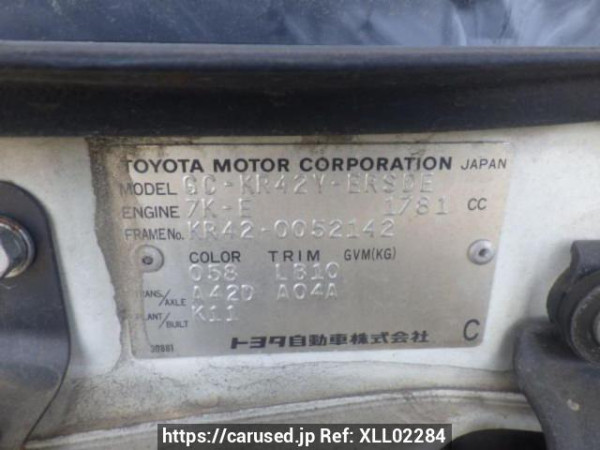 TOYOTA MOTOR CORPORATION JAPAN
MODEL GC-KR42V-ERSDE
ENGINE 7K-E 1781 CC
FRAME No. KR42-0052142
COLOR TRIM GVM(KG)
058 LB10
TRANS./AXLE A42D A04A
PLANT/BUILT K11
トヨタ自動車株式会社 C
https://carused.jp Ref: XLL02284